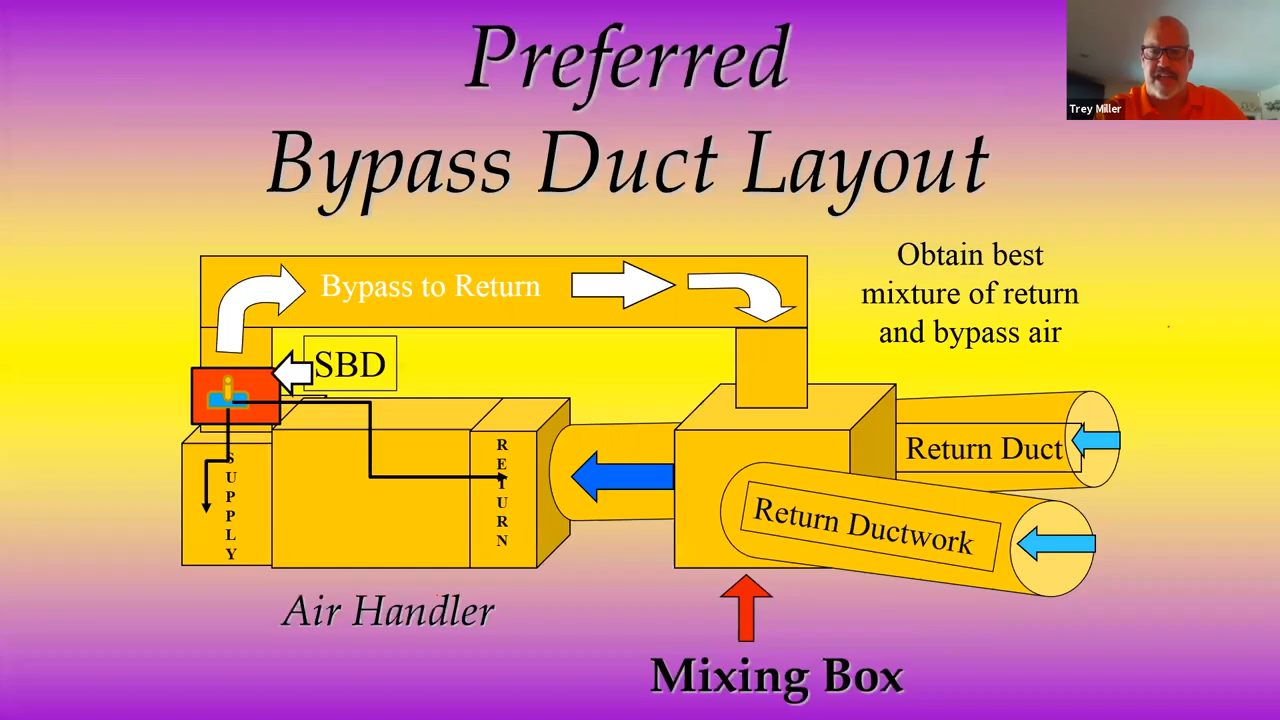 Preferred
Bypass Duct Layout
Trey Miller
Obtain best
mixture of return
and bypass air
Bypass to Return
SBD
SUPPLY
RETURN
Return Duct
Return Ductwork
Air Handler
Mixing Box